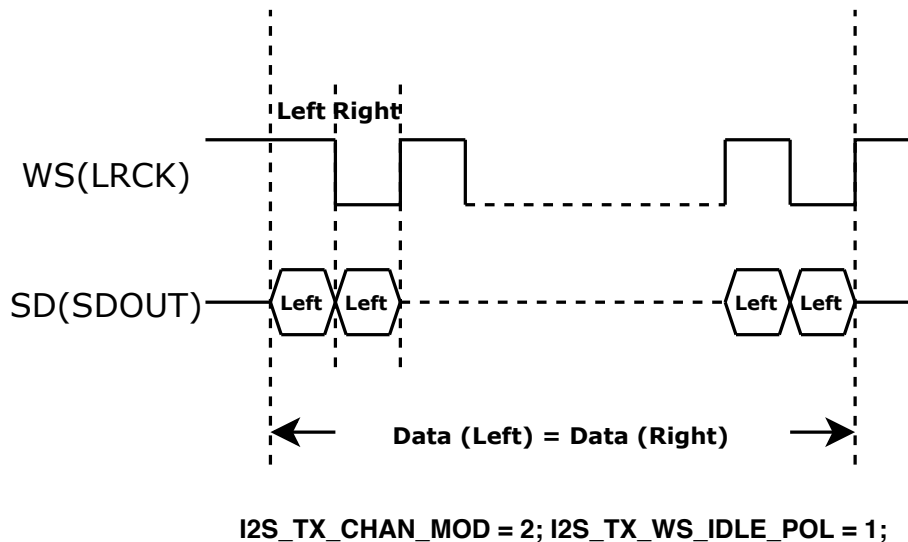 Left Right
WS(LRCK)
SD(SDOUT)
Left Left Left Left
Data (Left) = Data (Right)
I2S_TX_CHAN_MOD = 2; I2S_TX_WS_IDLE_POL = 1;